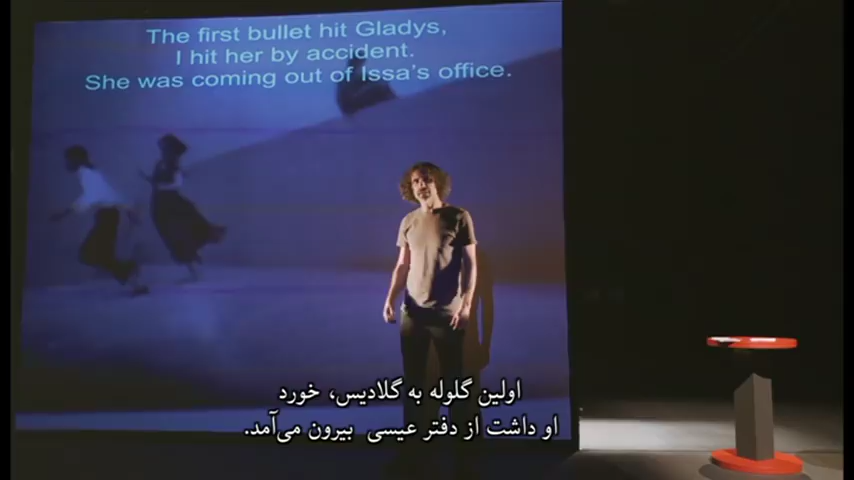 The first bullet hit Gladys,
I hit her by accident.
She was coming out of Issa's office.
اولین گلوله به گلادیس، خورد
او داشت از دفتر عیسی بیرون می‌آمد.